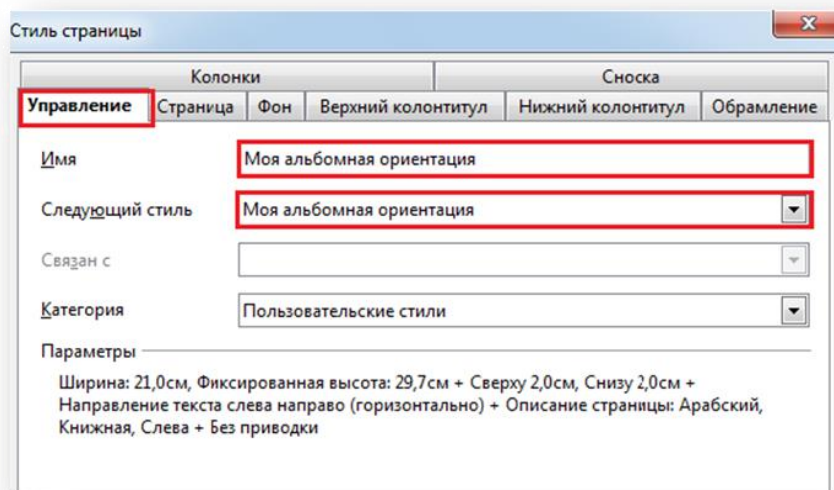 Стиль страницы
Колонки Сноска
Управление Страница Фон Верхний колонтитул Нижний колонтитул Обрамление
Имя Моя альбомная ориентация
Следующий стиль Моя альбомная ориентация
Связан с
Категория Пользовательские стили
Параметры
Ширина: 21,0см, Фиксированная высота: 29,7см + Сверху 2,0см, Снизу 2,0см +
Направление текста слева направо (горизонтально) + Описание страницы: Арабский,
Книжная, Слева + Без приводки